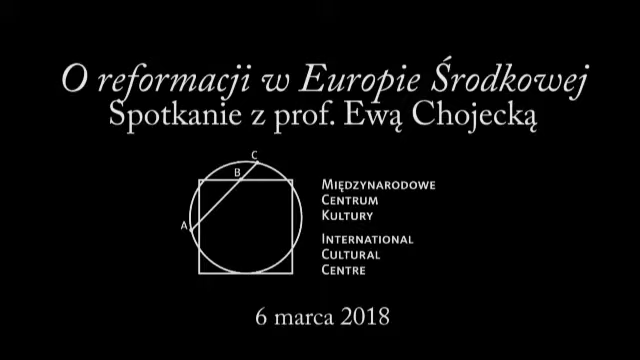 O reformacji w Europie Środkowej
Spotkanie z prof. Ewą Chojecką
C
B
A
MIĘDZYNARODOWE
CENTRUM
KULTURY
INTERNATIONAL
CULTURAL
CENTRE
6 marca 2018